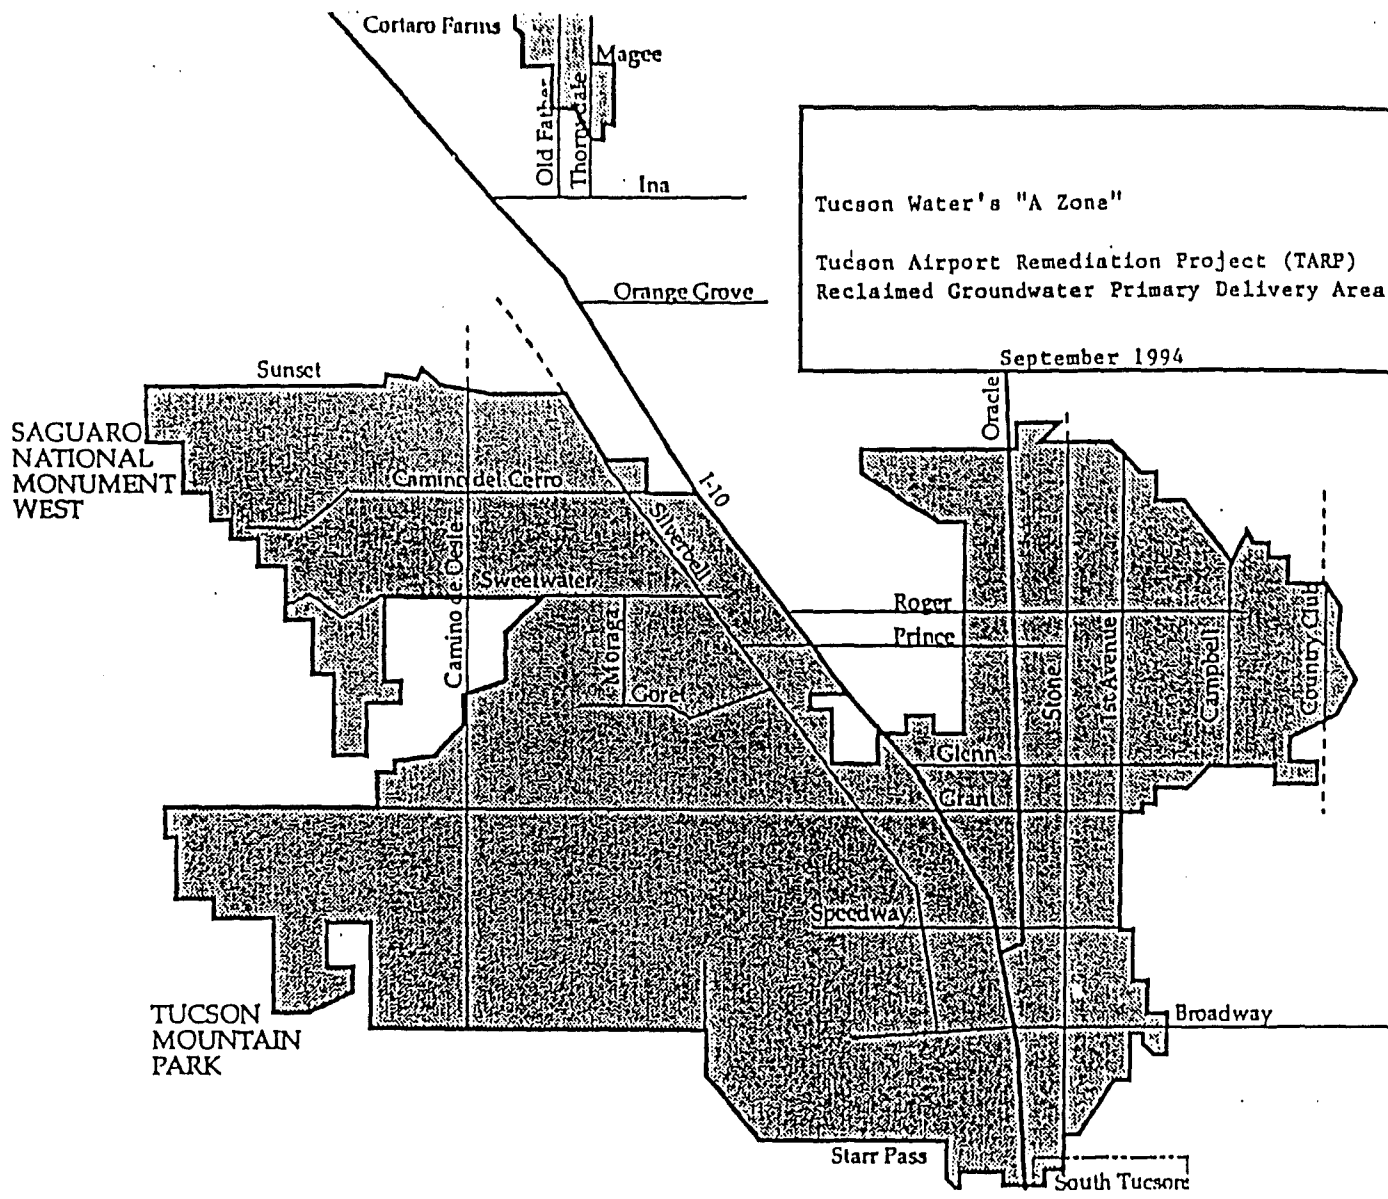 Cortaro Farms
Magee
Old Father
Thornydale
Ina
Tucson Water's "A Zone"
Tucson Airport Remediation Project (TARP)
Reclaimed Groundwater Primary Delivery Area
September 1994
Orange Grove
Sunset
Oracle
SAGUARO
NATIONAL
MONUMENT
WEST
Camino del Cerro
I-10
Silverbell
Camino de Oeste
Sweetwater
Moraga
Goret
Roger
Prince
Stone
1st Avenue
Campbell
Country Club
Glenn
Grant
Speedway
TUCSON
MOUNTAIN
PARK
Broadway
Starr Pass
South Tucson